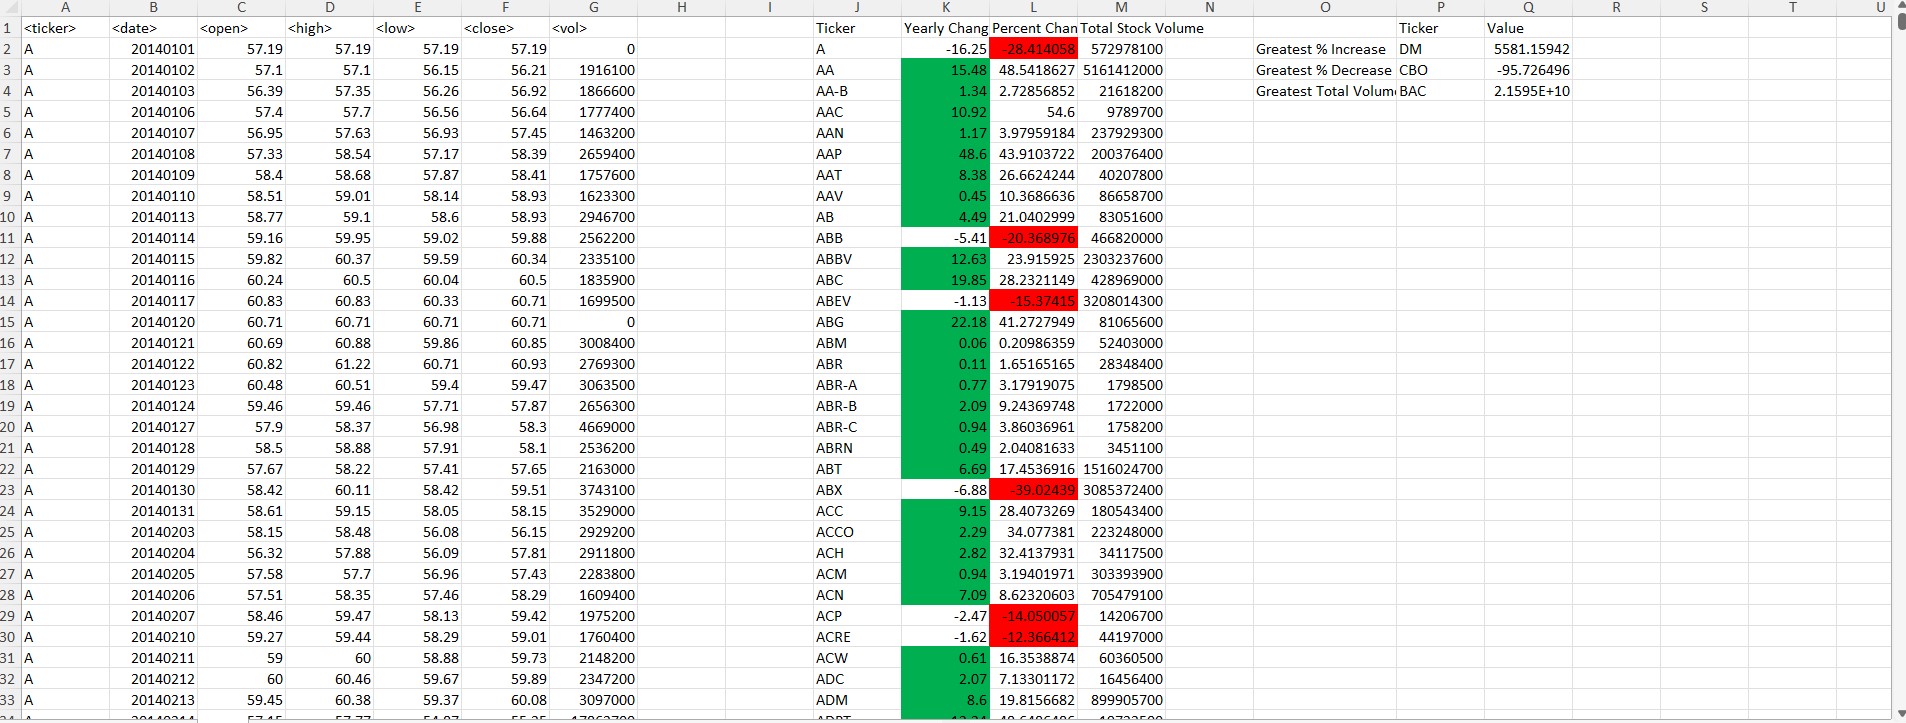 A B C D E F G H I J K L M N O P Q R S T U
1 <ticker> <date> <open> <high> <low> <close> <vol> Ticker Yearly Chang Percent Chan Total Stock Volume Ticker Value
2 A 20140101 57.19 57.19 57.19 57.19 0 A -16.25 -28.414058 572978100 Greatest % Increase DM 5581.15942
3 A 20140102 57.1 57.1 56.15 56.21 1916100 AA 15.48 48.5418627 5161412000 Greatest % Decrease CBO -95.726496
4 A 20140103 56.39 57.35 56.26 56.92 1866600 AA-B 1.34 2.72856852 21618200 Greatest Total Volum BAC 2.1595E+10
5 A 20140106 57.4 57.7 56.56 56.64 1777400 AAC 10.92 54.6 9789700
6 A 20140107 56.95 57.63 56.93 57.45 1463200 AAN 1.17 3.97959184 237929300
7 A 20140108 57.33 58.54 57.17 58.39 2659400 AAP 48.6 43.9103722 200376400
8 A 20140109 58.4 58.68 57.87 58.41 1757600 AAT 8.38 26.6624244 40207800
9 A 20140110 58.51 59.01 58.14 58.93 1623300 AAV 0.45 10.3686636 86658700
10 A 20140113 58.77 59.1 58.6 58.93 2946700 AB 4.49 21.0402999 83051600
11 A 20140114 59.16 59.95 59.02 59.88 2562200 ABB -5.41 -20.368976 466820000
12 A 20140115 59.82 60.37 59.59 60.34 2335100 ABBV 12.63 23.915925 2303237600
13 A 20140116 60.24 60.5 60.04 60.5 1835900 ABC 19.85 28.2321149 428969000
14 A 20140117 60.83 60.83 60.33 60.71 1699500 ABEV -1.13 -15.37415 3208014300
15 A 20140120 60.71 60.71 60.71 60.71 0 ABG 22.18 41.2727949 81065600
16 A 20140121 60.69 60.88 59.86 60.85 3008400 ABM 0.06 0.20986359 52403000
17 A 20140122 60.82 61.22 60.71 60.93 2769300 ABR 0.11 1.65165165 28348400
18 A 20140123 60.48 60.51 59.4 59.47 3063500 ABR-A 0.77 3.17919075 1798500
19 A 20140124 59.46 59.46 57.71 57.87 2656300 ABR-B 2.09 9.24369748 1722000
20 A 20140127 57.9 58.37 56.98 58.3 4669000 ABR-C 0.94 3.86036961 1758200
21 A 20140128 58.5 58.88 57.91 58.1 2536200 ABRN 0.49 2.04081633 3451100
22 A 20140129 57.67 58.22 57.41 57.65 2163000 ABT 6.69 17.4536916 1516024700
23 A 20140130 58.42 60.11 58.42 59.51 3743100 ABX -6.88 -39.02439 3085372400
24 A 20140131 58.61 59.15 58.05 58.15 3529000 ACC 9.15 28.4073269 180543400
25 A 20140203 58.15 58.48 56.08 56.15 2929200 ACCO 2.29 34.077381 223248000
26 A 20140204 56.32 57.88 56.09 57.81 2911800 ACH 2.82 32.4137931 34117500
27 A 20140205 57.58 57.7 56.96 57.43 2283800 ACM 0.94 3.19401971 303393900
28 A 20140206 57.51 58.35 57.46 58.29 1609400 ACN 7.09 8.62320603 705479100
29 A 20140207 58.46 59.47 58.13 59.42 1975200 ACP -2.47 -14.050057 14206700
30 A 20140210 59.27 59.44 58.29 59.01 1760400 ACRE -1.62 -12.366412 44197000
31 A 20140211 59 60 58.88 59.73 2148200 ACW 0.61 16.3538874 60360500
32 A 20140212 60 60.46 59.67 59.89 2347200 ADC 2.07 7.13301172 16456400
33 A 20140213 59.45 60.38 59.37 60.08 3097000 ADM 8.6 19.8156682 899905700